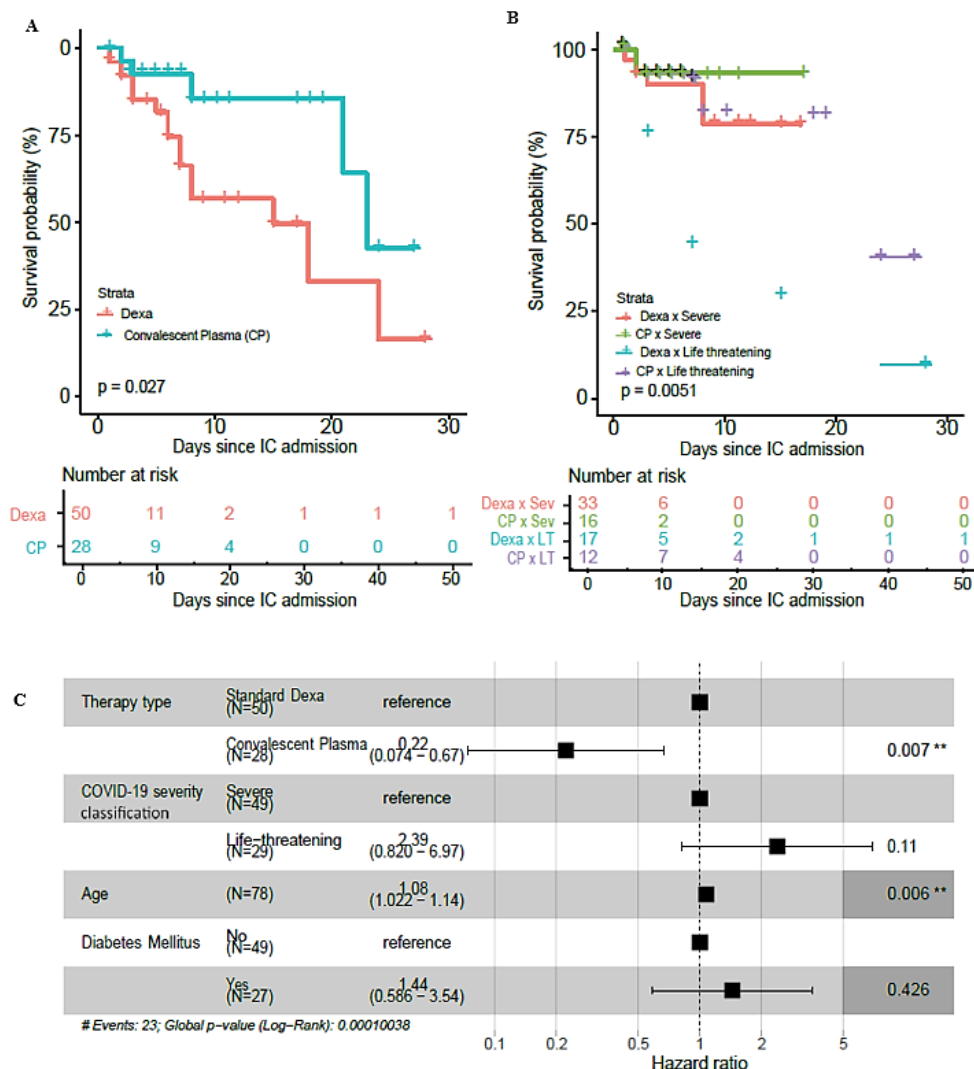 A
0
75
50
25
0
Survival probability (%)
Strata
Dexa
Convalescent Plasma (CP)
p = 0.027
0 10 20 30
Days since IC admission
Number at risk
Dexa 50 11 2 1 1 1
CP 28 9 4 0 0 0
0 10 20 30 40 50
Days since IC admission
B
100
75
50
25
0
Survival probability (%)
Strata
Dexa x Severe
CP x Severe
Dexa x Life threatening
CP x Life threatening
p = 0.0051
0 10 20 30
Days since IC admission
Number at risk
Dexa x Sev 33 6 0 0 0 0
CP x Sev 16 2 0 0 0 0
Dexa x LT 17 5 2 1 1 1
CP x LT 12 7 4 0 0 0
0 10 20 30 40 50
Days since IC admission
C
Therapy type Standard Dexa reference
(N=50)
Convalescent Plasma 0.22 0.007 **
(N=28) (0.074 – 0.67)
COVID-19 severity Severe reference
classification (N=49)
Life–threatening 2.39 0.11
(N=29) (0.820 – 6.97)
Age (N=78) 1.08 0.006 **
(1.022 – 1.14)
Diabetes Mellitus No reference
(N=49)
Yes 1.44 0.426
(N=27) (0.586 – 3.54)
# Events: 23; Global p−value (Log−Rank): 0.00010038
0.1 0.2 0.5 1 2 5
Hazard ratio